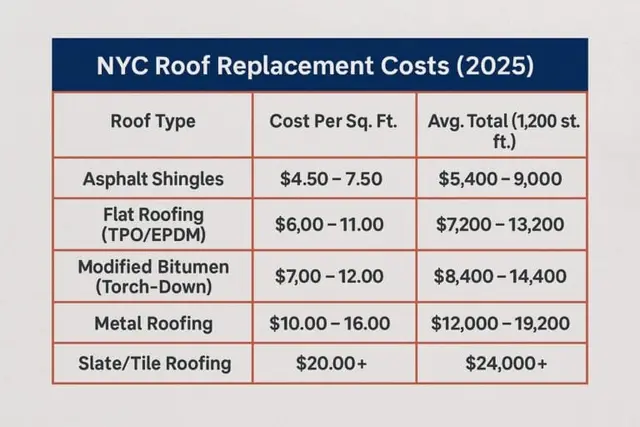 NYC Roof Replacement Costs (2025)
Roof Type
Cost Per Sq. Ft.
Avg. Total (1,200 st.
ft.)
Asphalt Shingles
$4.50 – 7.50
$5,400 – 9,000
Flat Roofing
(TPO/EPDM)
$6,00 – 11.00
$7,200 – 13,200
Modified Bitumen
(Torch-Down)
$7,00 – 12.00
$8,400 – 14,400
Metal Roofing
$10.00 – 16.00
$12,000 – 19,200
Slate/Tile Roofing
$20.00+
$24,000+